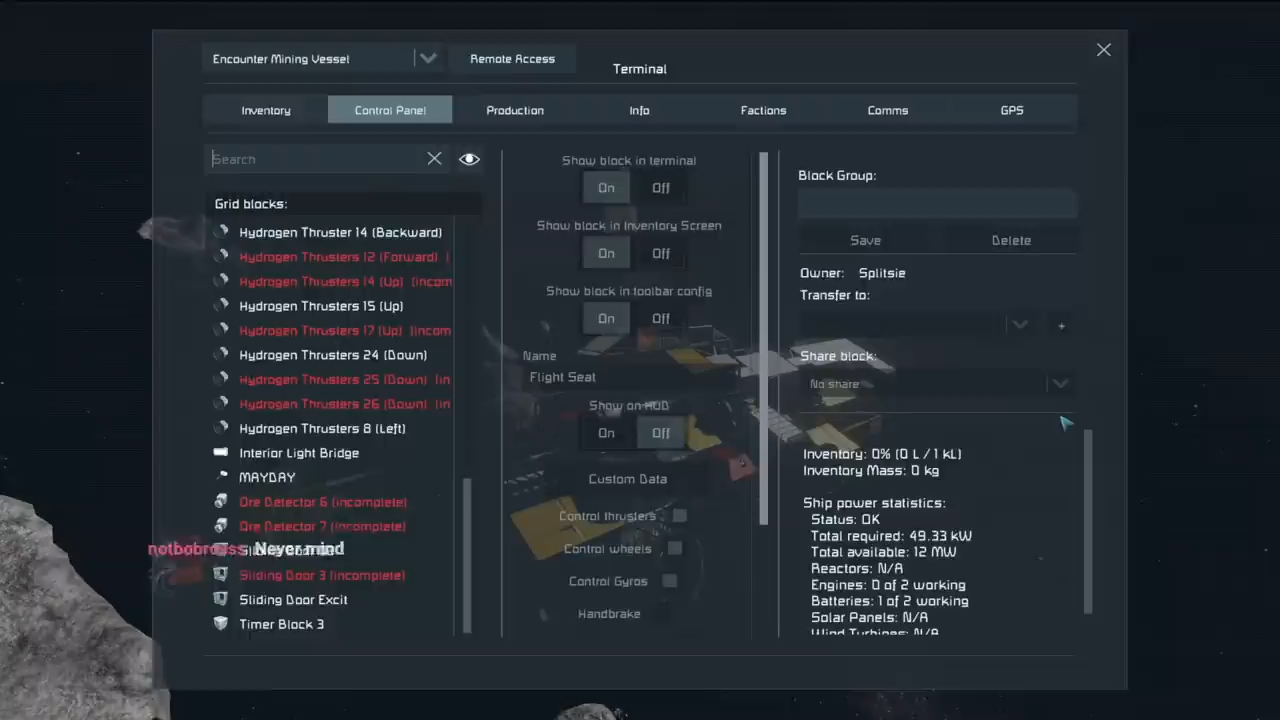 Encounter Mining Vessel
Remote Access
Terminal
Inventory
Control Panel
Production
Info
Factions
Comms
GPS
Search
Grid blocks:
Hydrogen Thruster 14 (Backward)
Hydrogen Thrusters 12 (Forward) (
Hydrogen Thrusters 14 (Up) (incom
Hydrogen Thrusters 15 (Up)
Hydrogen Thrusters 17 (Up) (incom
Hydrogen Thrusters 24 (Down)
Hydrogen Thrusters 25 (Down) (in
Hydrogen Thrusters 26 (Down) (in
Hydrogen Thrusters 8 (Left)
Interior Light Bridge
MAYDAY
Ore Detector 6 (incomplete)
Ore Detector 7 (incomplete)
Never mind
Sliding Door 3 (incomplete)
Sliding Door Excit
Timer Block 3
Show block in terminal
On Off
Show block in Inventory Screen
On Off
Show block in toolbar config
On Off
Name
Flight Seat
Show on HUD
On Off
Custom Data
Control thrusters
Control wheels
Control Gyros
Handbrake
Block Group:
Save
Delete
Owner: Splitsie
Transfer to:
+
Share block:
No share
Inventory: 0% (0 L / 1 kL)
Inventory Mass: 0 kg
Ship power statistics:
Status: OK
Total required: 49.33 kW
Total available: 12 MW
Reactors: N/A
Engines: 0 of 2 working
Batteries: 1 of 2 working
Solar Panels: N/A
Wind Turbines: N/A